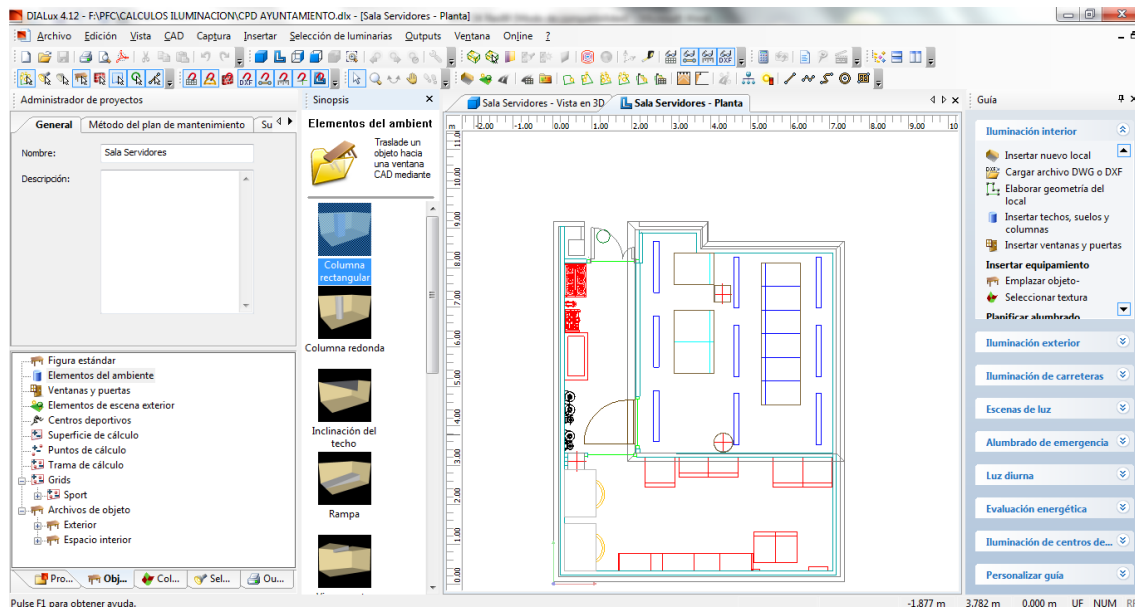 DIALux 4.12 - F:\PFC\CALCULOS ILUMINACION\CPD AYUNTAMIENTO.dlx - [Sala Servidores - Planta]
Archivo Edición Vista CAD Captura Insertar Selección de luminarias Outputs Ventana Online ?
Administrador de proyectos
General Método del plan de mantenimiento Su
Nombre: Sala Servidores
Descripción:
Figura estándar
Elementos del ambiente
Ventanas y puertas
Elementos de escena exterior
Centros deportivos
Superficie de cálculo
Puntos de cálculo
Trama de cálculo
Grids
Sport
Archivos de objeto
Exterior
Espacio interior
Pro... Obj... Col... Sel... Ou...
Sinopsis
Elementos del ambient
Traslade un
objeto hacia
una ventana
CAD mediante
Columna
rectangular
Columna redonda
Inclinación del
techo
Rampa
Sala Servidores - Vista en 3D Sala Servidores - Planta
m -2.00 -1.00 0.00 1.00 2.00 3.00 4.00 5.00 6.00 7.00 8.00 9.00 10
11.0
10.00
9.00
8.00
7.00
6.00
5.00
4.00
3.00
2.00
1.00
0.00
Guía
Iluminación interior
Insertar nuevo local
Cargar archivo DWG o DXF
Elaborar geometría del
local
Insertar techos, suelos y
columnas
Insertar ventanas y puertas
Insertar equipamiento
Emplazar objeto-
Seleccionar textura
Planificar alumbrado
Iluminación exterior
Iluminación de carreteras
Escenas de luz
Alumbrado de emergencia
Luz diurna
Evaluación energética
Iluminación de centros de...
Personalizar guía
Pulse F1 para obtener ayuda.
-1.877 m 3.782 m 0.000 m UF NUM